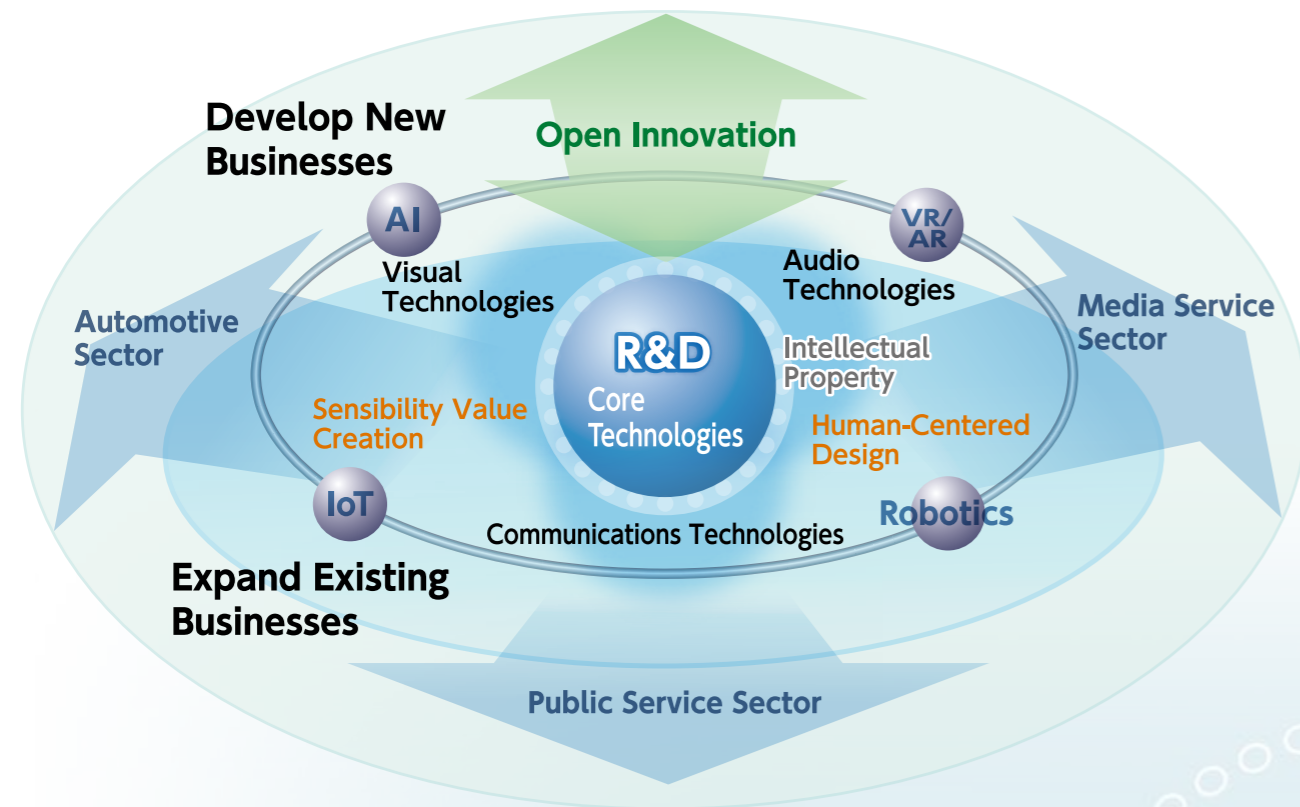 Develop New
Businesses
Open Innovation
AI
VR/
AR
Visual
Technologies
Audio
Technologies
Automotive
Sector
Media Service
Sector
R&D
Core
Technologies
Intellectual
Property
Sensibility Value
Creation
Human-Centered
Design
IoT
Robotics
Communications Technologies
Expand Existing
Businesses
Public Service Sector